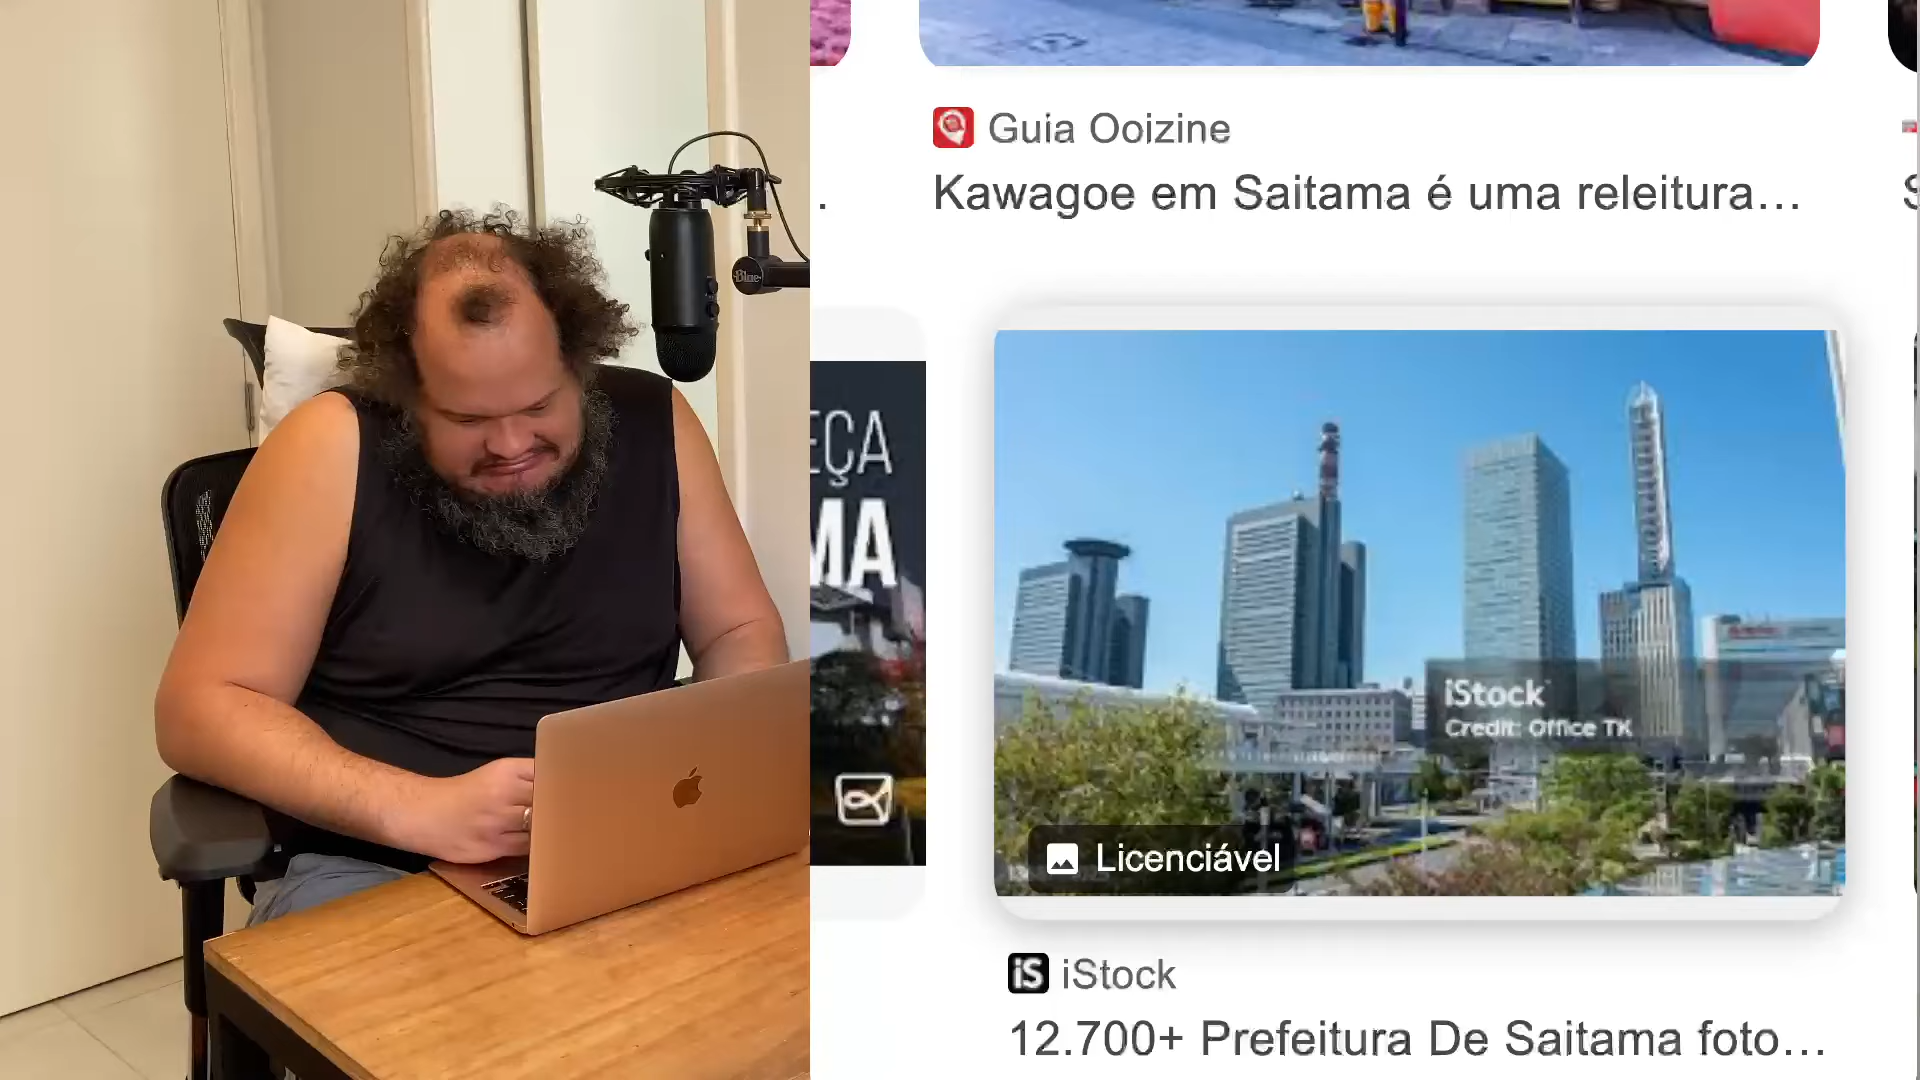 Guia Ooizine
Kawagoe em Saitama é uma releitura...
EÇA
MA
iStock
Credit: Office TK
Licenciável
iS iStock
12.700+ Prefeitura De Saitama foto...
Blue